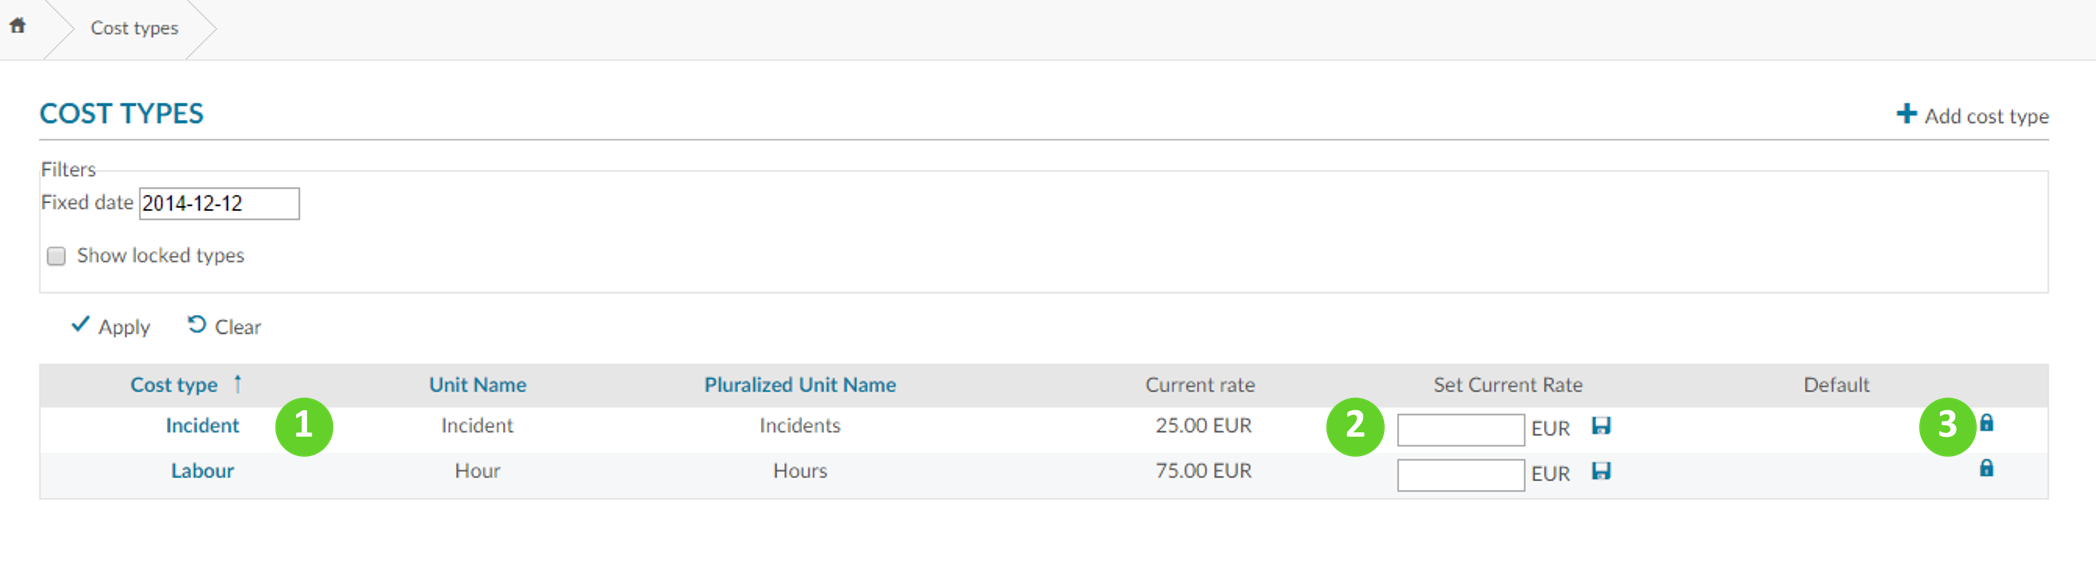 Cost types
COST TYPES
Add cost type
Filters
Fixed date 2014-12-12
Show locked types
Apply Clear
Cost type ↑ Unit Name Pluralized Unit Name Current rate Set Current Rate Default
Incident 1 Incident Incidents 25.00 EUR 2 EUR 3
Labour Hour Hours 75.00 EUR EUR